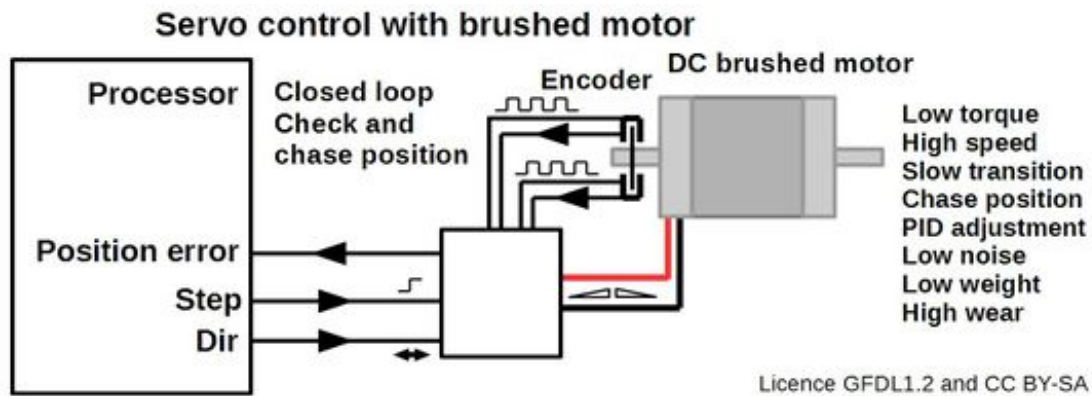 Servo control with brushed motor
Processor
Closed loop
Check and
chase position
Encoder
DC brushed motor
Low torque
High speed
Slow transition
Chase position
PID adjustment
Low noise
Low weight
High wear
Position error
Step
Dir
Licence GFDL1.2 and CC BY-SA